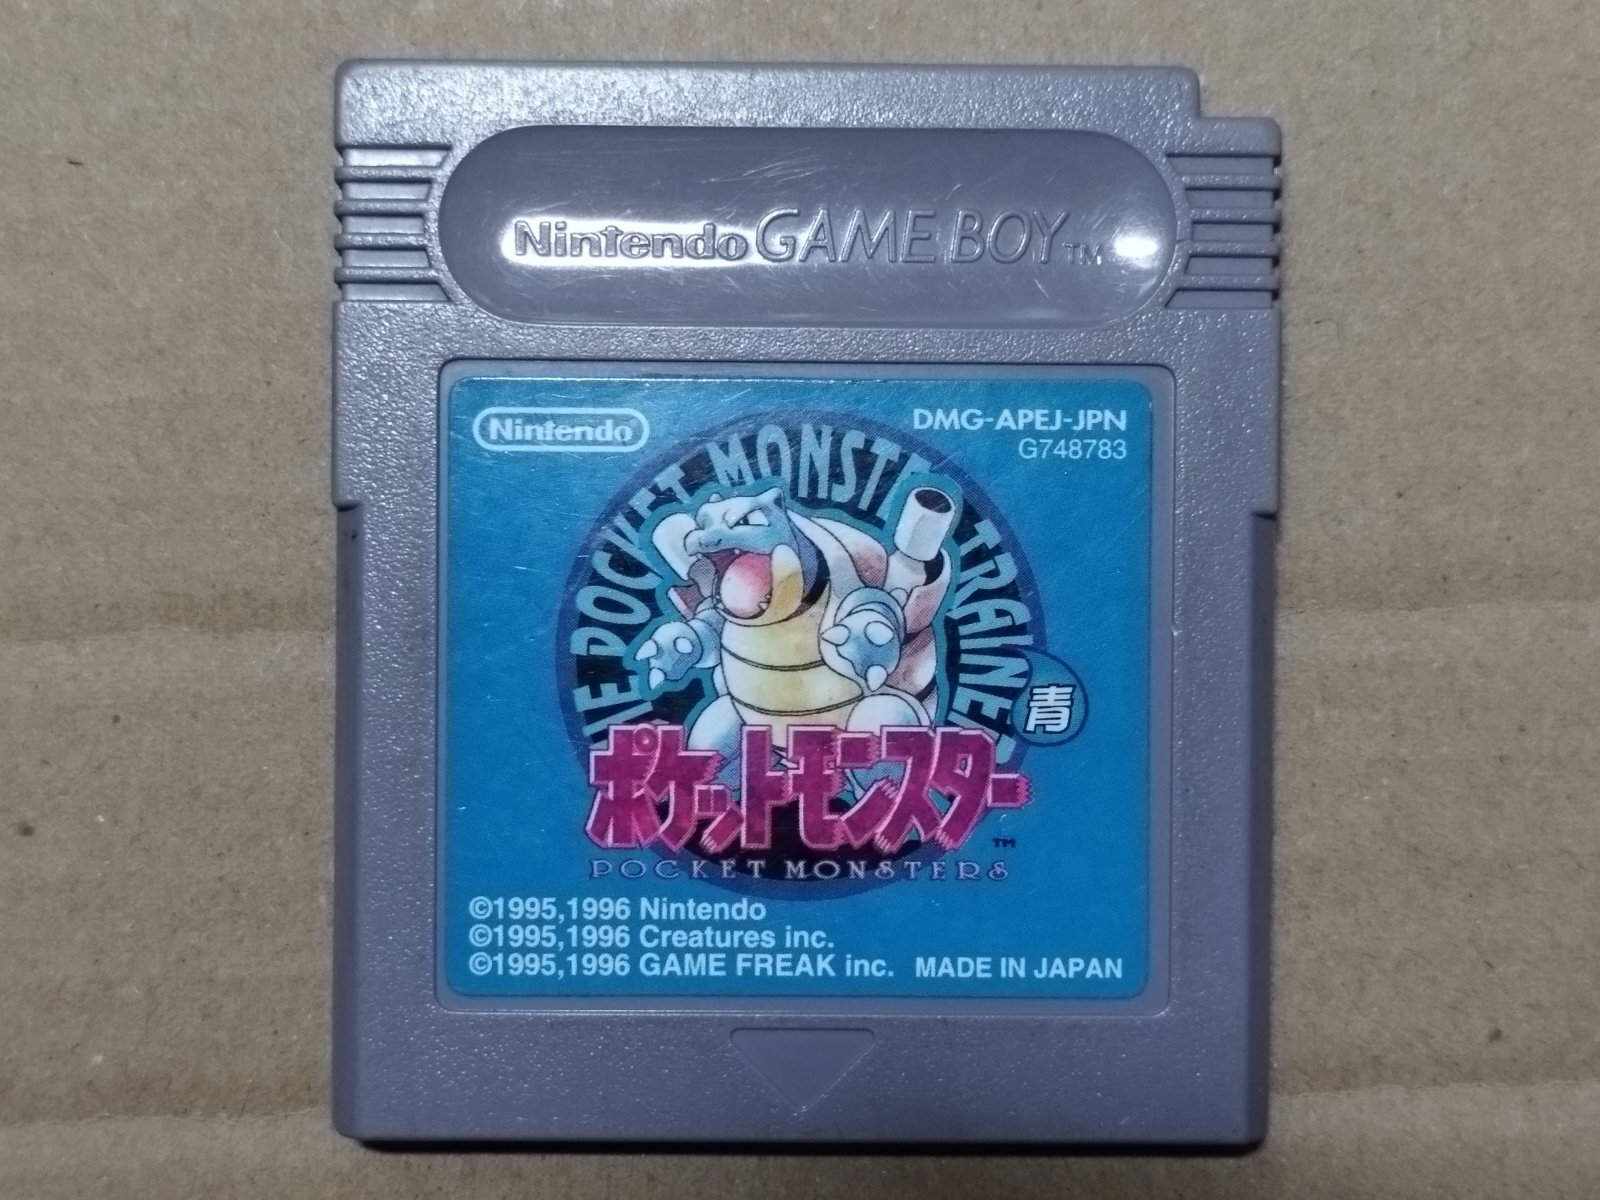 Nintendo GAME BOY TM
Nintendo
DMG-APEJ-JPN
G748783
POCKET MONSTER TRAINER
青
ポケットモンスター
TM
POCKET MONSTERS
©1995,1996 Nintendo
©1995,1996 Creatures inc.
©1995,1996 GAME FREAK inc. MADE IN JAPAN